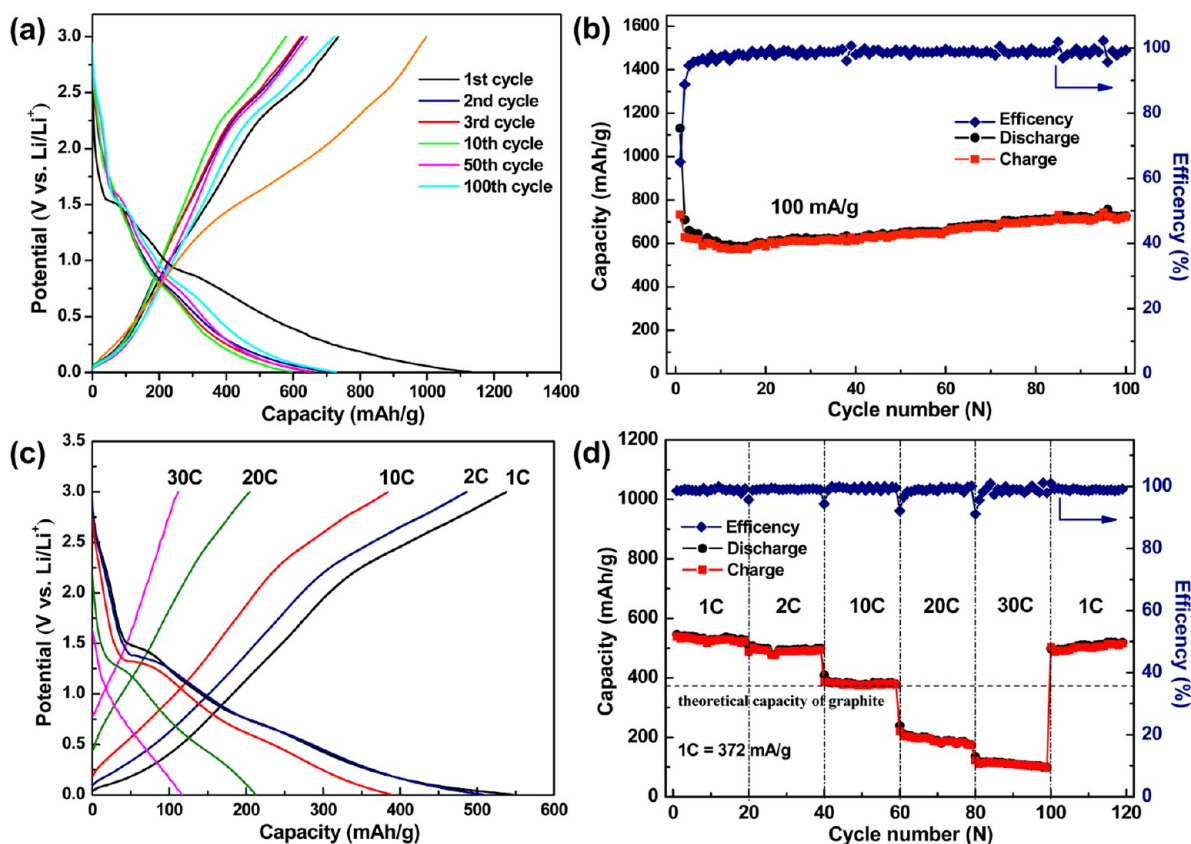 (a)
3.0
2.5
2.0
1.5
1.0
0.5
0.0
Potential (V vs. Li/Li⁺)
1st cycle
2nd cycle
3rd cycle
10th cycle
50th cycle
100th cycle
0 200 400 600 800 1000 1200 1400
Capacity (mAh/g)
(b)
1600
1400
1200
1000
800
600
400
200
0
Capacity (mAh/g)
Efficency
Discharge
Charge
100 mA/g
100
80
60
40
20
0
Efficency (%)
0 20 40 60 80 100
Cycle number (N)
(c)
3.5
3.0
2.5
2.0
1.5
1.0
0.5
0.0
Potential (V vs. Li/Li⁺)
30C 20C 10C 2C 1C
0 100 200 300 400 500 600
Capacity (mAh/g)
(d)
1200
1000
800
600
400
200
0
Capacity (mAh/g)
Efficency
Discharge
Charge
1C 2C 10C 20C 30C 1C
theoretical capacity of graphite
1C = 372 mA/g
100
80
60
40
20
0
Efficency (%)
0 20 40 60 80 100 120
Cycle number (N)